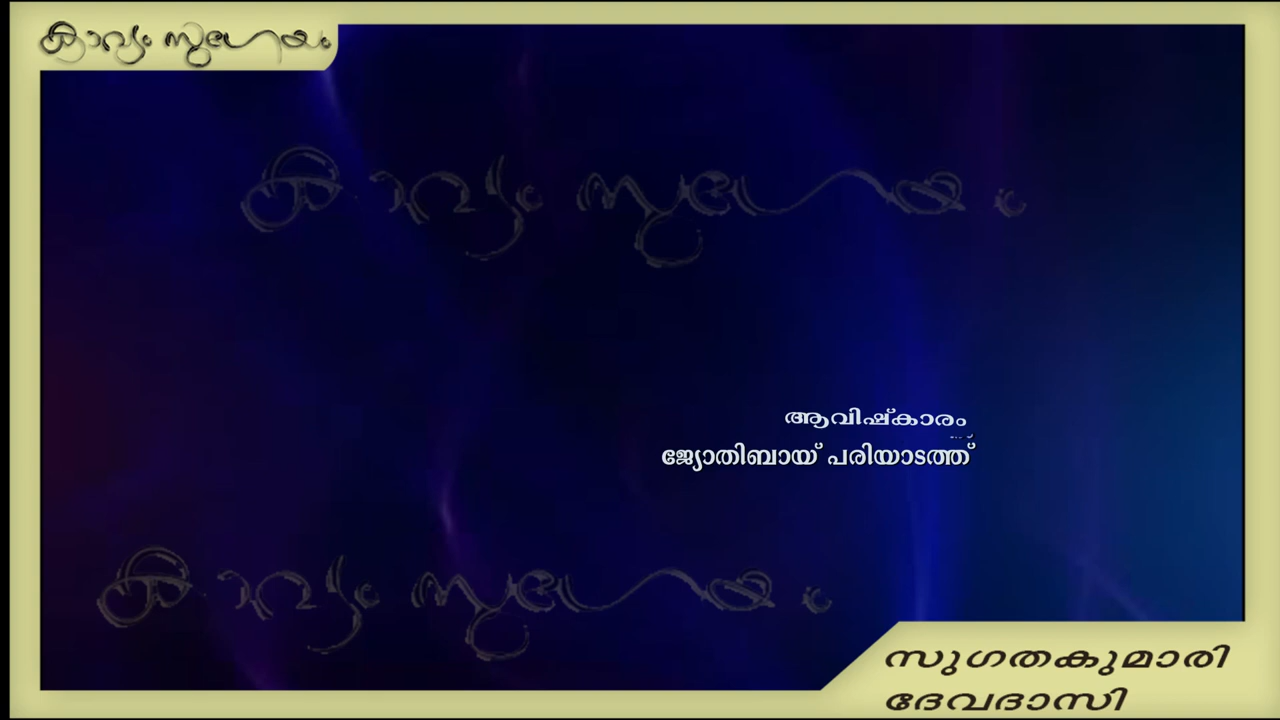 കാവ്യം സുഗേയം
കാവ്യം സുഗേയം
ആവിഷ്കാരം
ജ്യോതിബായ് പരിയാടത്ത്
കാവ്യം സുഗേയം
സുഗതകുമാരി
ദേവദാസി